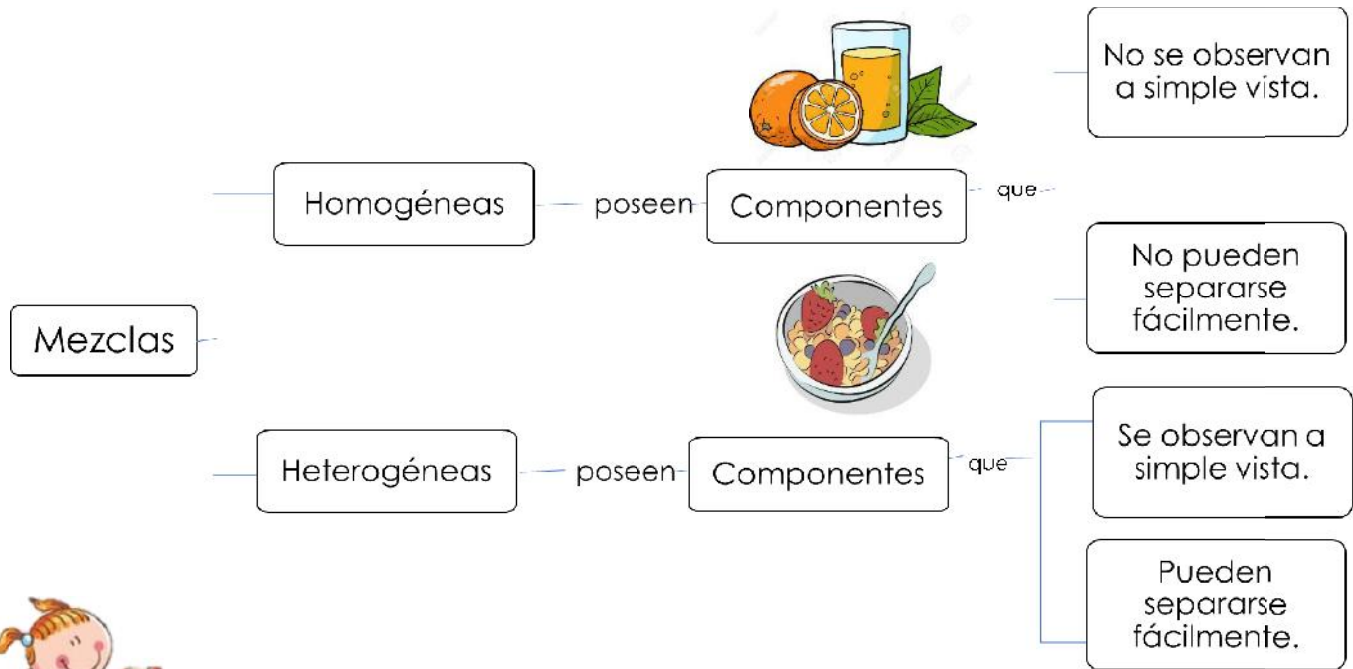 Mezclas
Homogéneas
poseen
Componentes
que
No se observan
a simple vista.
No pueden
separarse
fácilmente.
Heterogéneas
poseen
Componentes
que
Se observan a
simple vista.
Pueden
separarse
fácilmente.